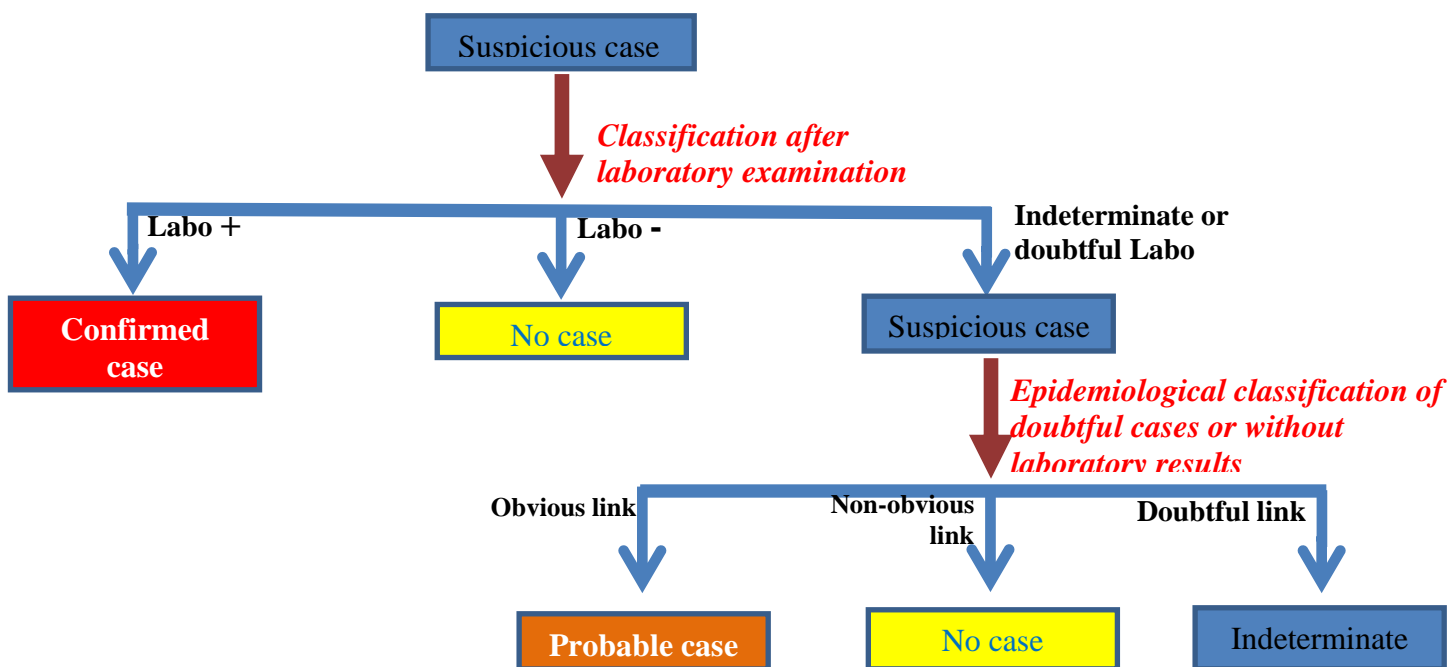 Suspicious case
Classification after
laboratory examination
Labo +
Labo -
Indeterminate or
doubtful Labo
Confirmed
case
No case
Suspicious case
Epidemiological classification of
doubtful cases or without
laboratory results
Obvious link
Non-obvious
link
Doubtful link
Probable case
No case
Indeterminate